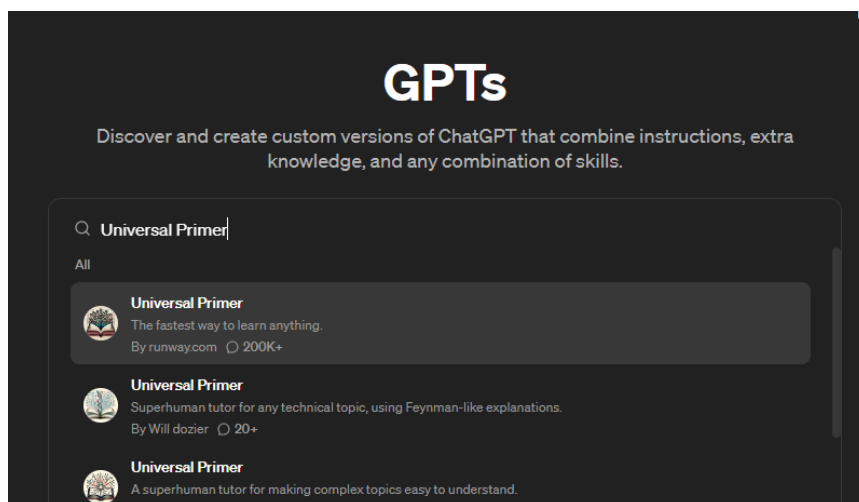 GPTs
Discover and create custom versions of ChatGPT that combine instructions, extra
knowledge, and any combination of skills.
Universal Primer
All
Universal Primer
The fastest way to learn anything.
By runway.com 200K+
Universal Primer
Superhuman tutor for any technical topic, using Feynman-like explanations.
By Will dozier 20+
Universal Primer
A superhuman tutor for making complex topics easy to understand.